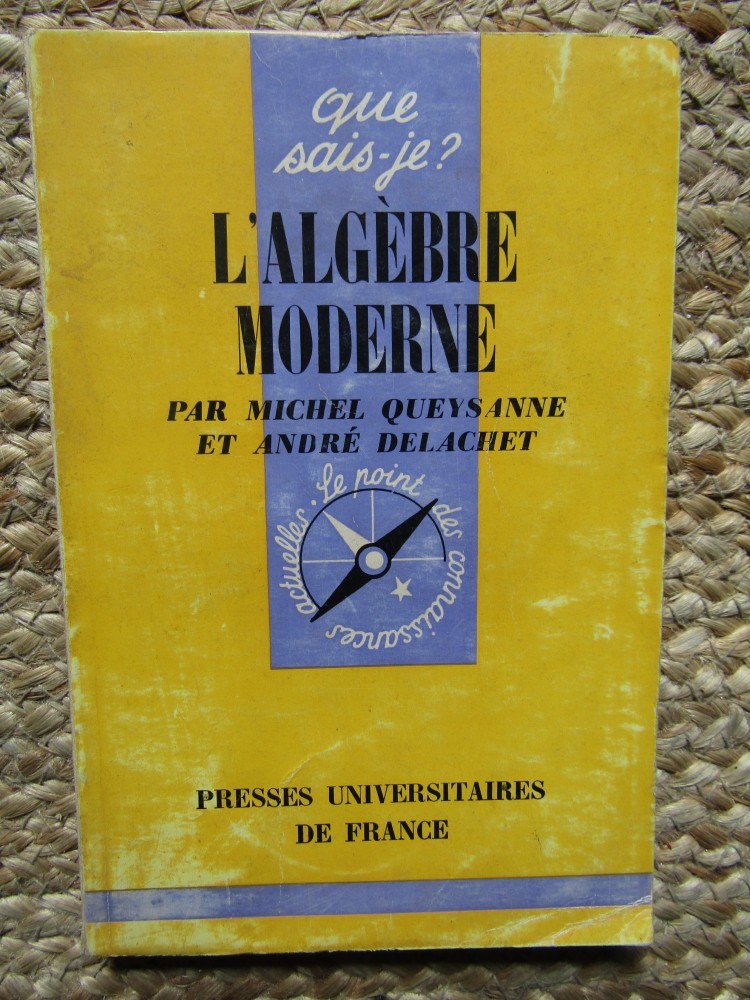 que
sais-je?
L'ALGÈBRE
MODERNE
PAR MICHEL QUEYSANNE
ET ANDRÉ DELACHET
Le point des connaissances actuelles.
PRESSES UNIVERSITAIRES
DE FRANCE